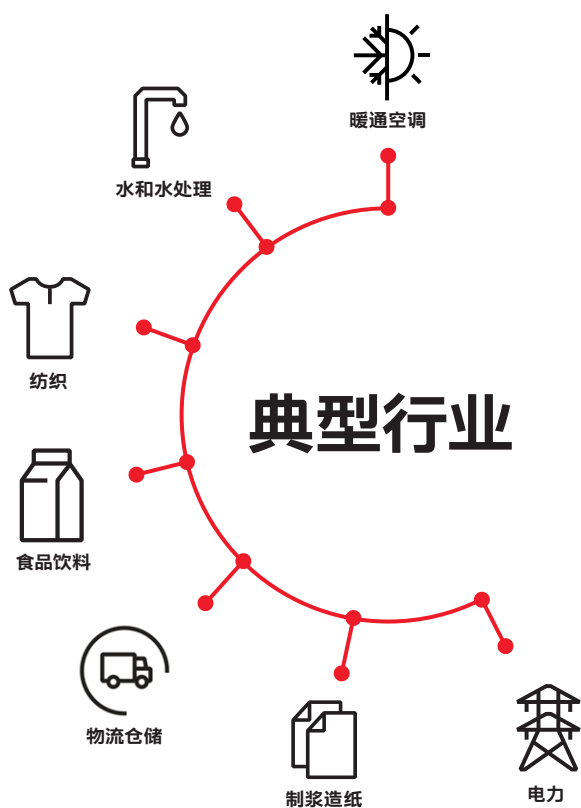 暖通空调
水和水处理
纺织
典型行业
食品饮料
物流仓储
制浆造纸
电力